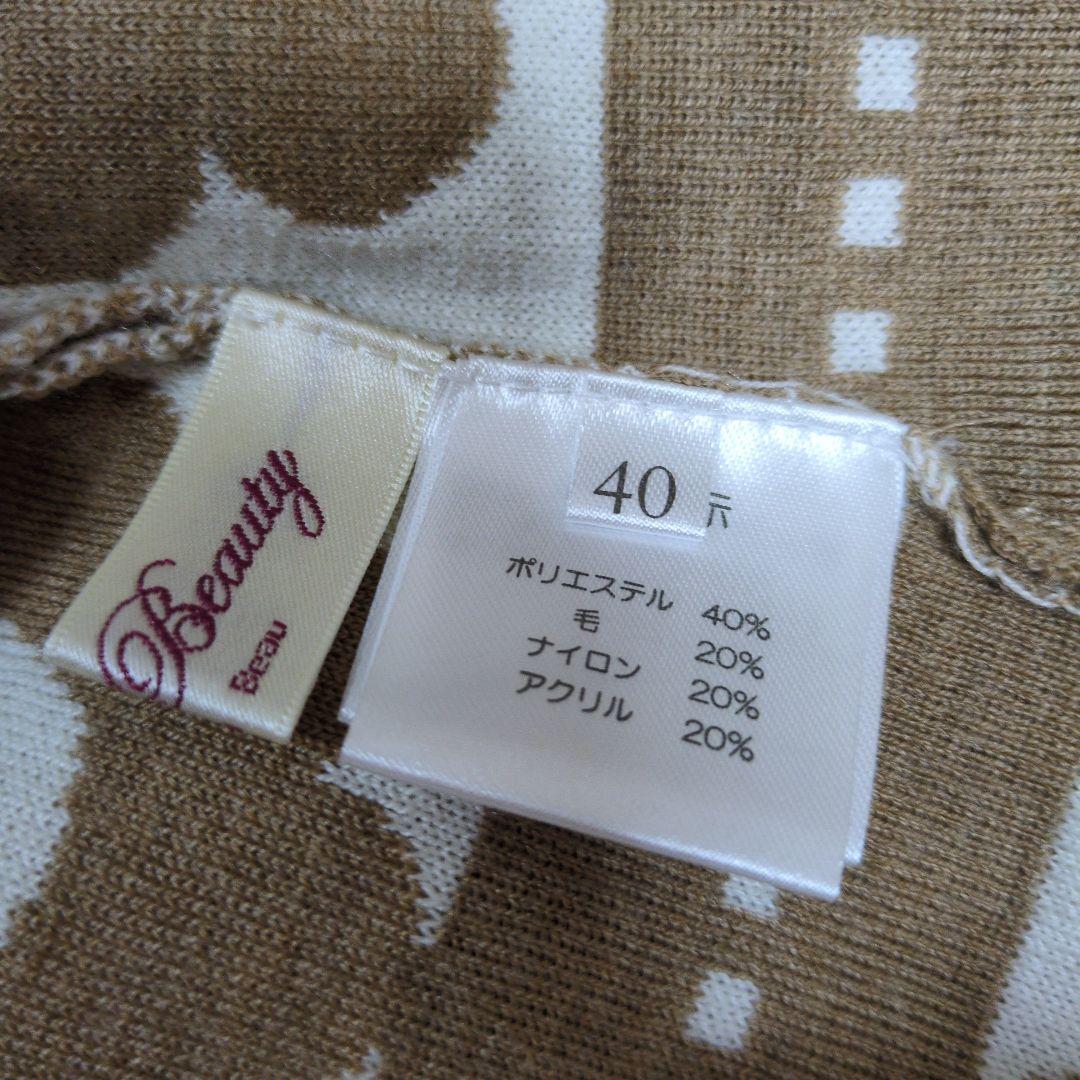 Beauty
Beau
40
ポリエステル 40%
毛 20%
ナイロン 20%
アクリル 20%